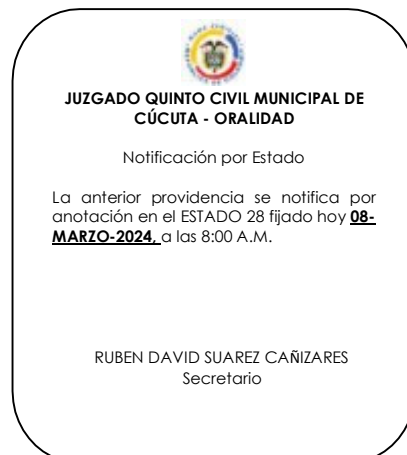 JUZGADO QUINTO CIVIL MUNICIPAL DE
CÚCUTA - ORALIDAD
Notificación por Estado
La anterior providencia se notifica por
anotación en el ESTADO 28 fijado hoy 08-
MARZO-2024, a las 8:00 A.M.
RUBEN DAVID SUAREZ CAÑIZARES
Secretario